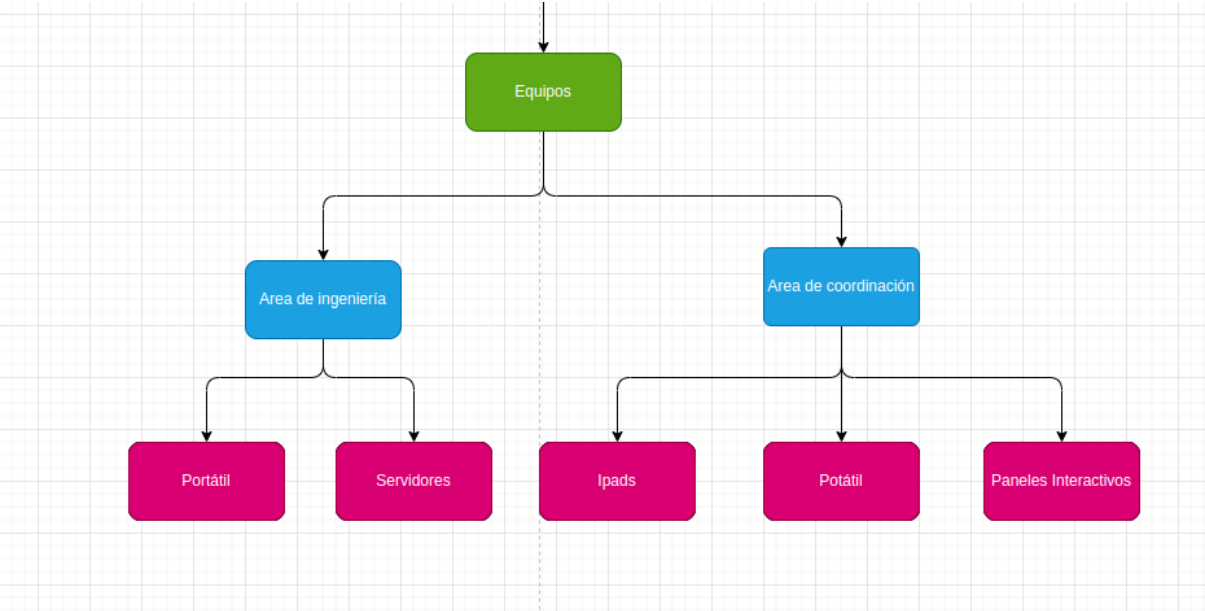 Equipos
Area de ingeniería
Area de coordinación
Portátil
Servidores
Ipads
Potátil
Paneles Interactivos